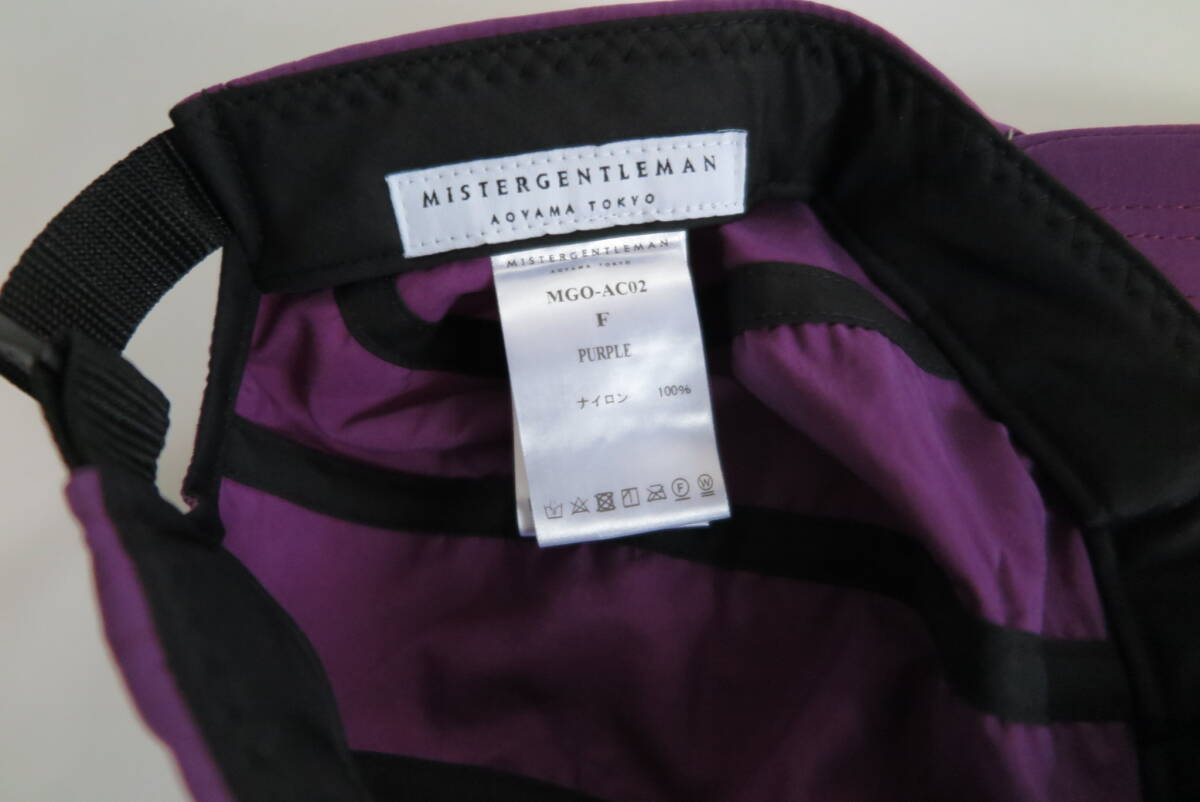 MISTERGENTLEMAN
AOYAMA TOKYO
MISTERGENTLEMAN
AOYAMA TOKYO
MGO-AC02
F
PURPLE
ナイロン 100%
F W